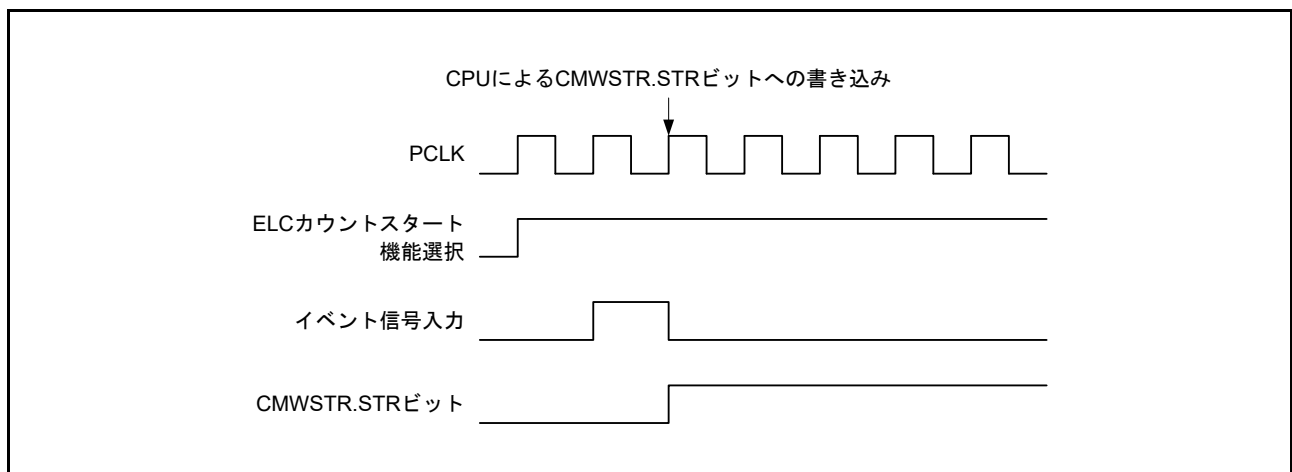 CPUによるCMWSTR.STRビットへの書き込み
PCLK
ELCカウントスタート
機能選択
イベント信号入力
CMWSTR.STRビット